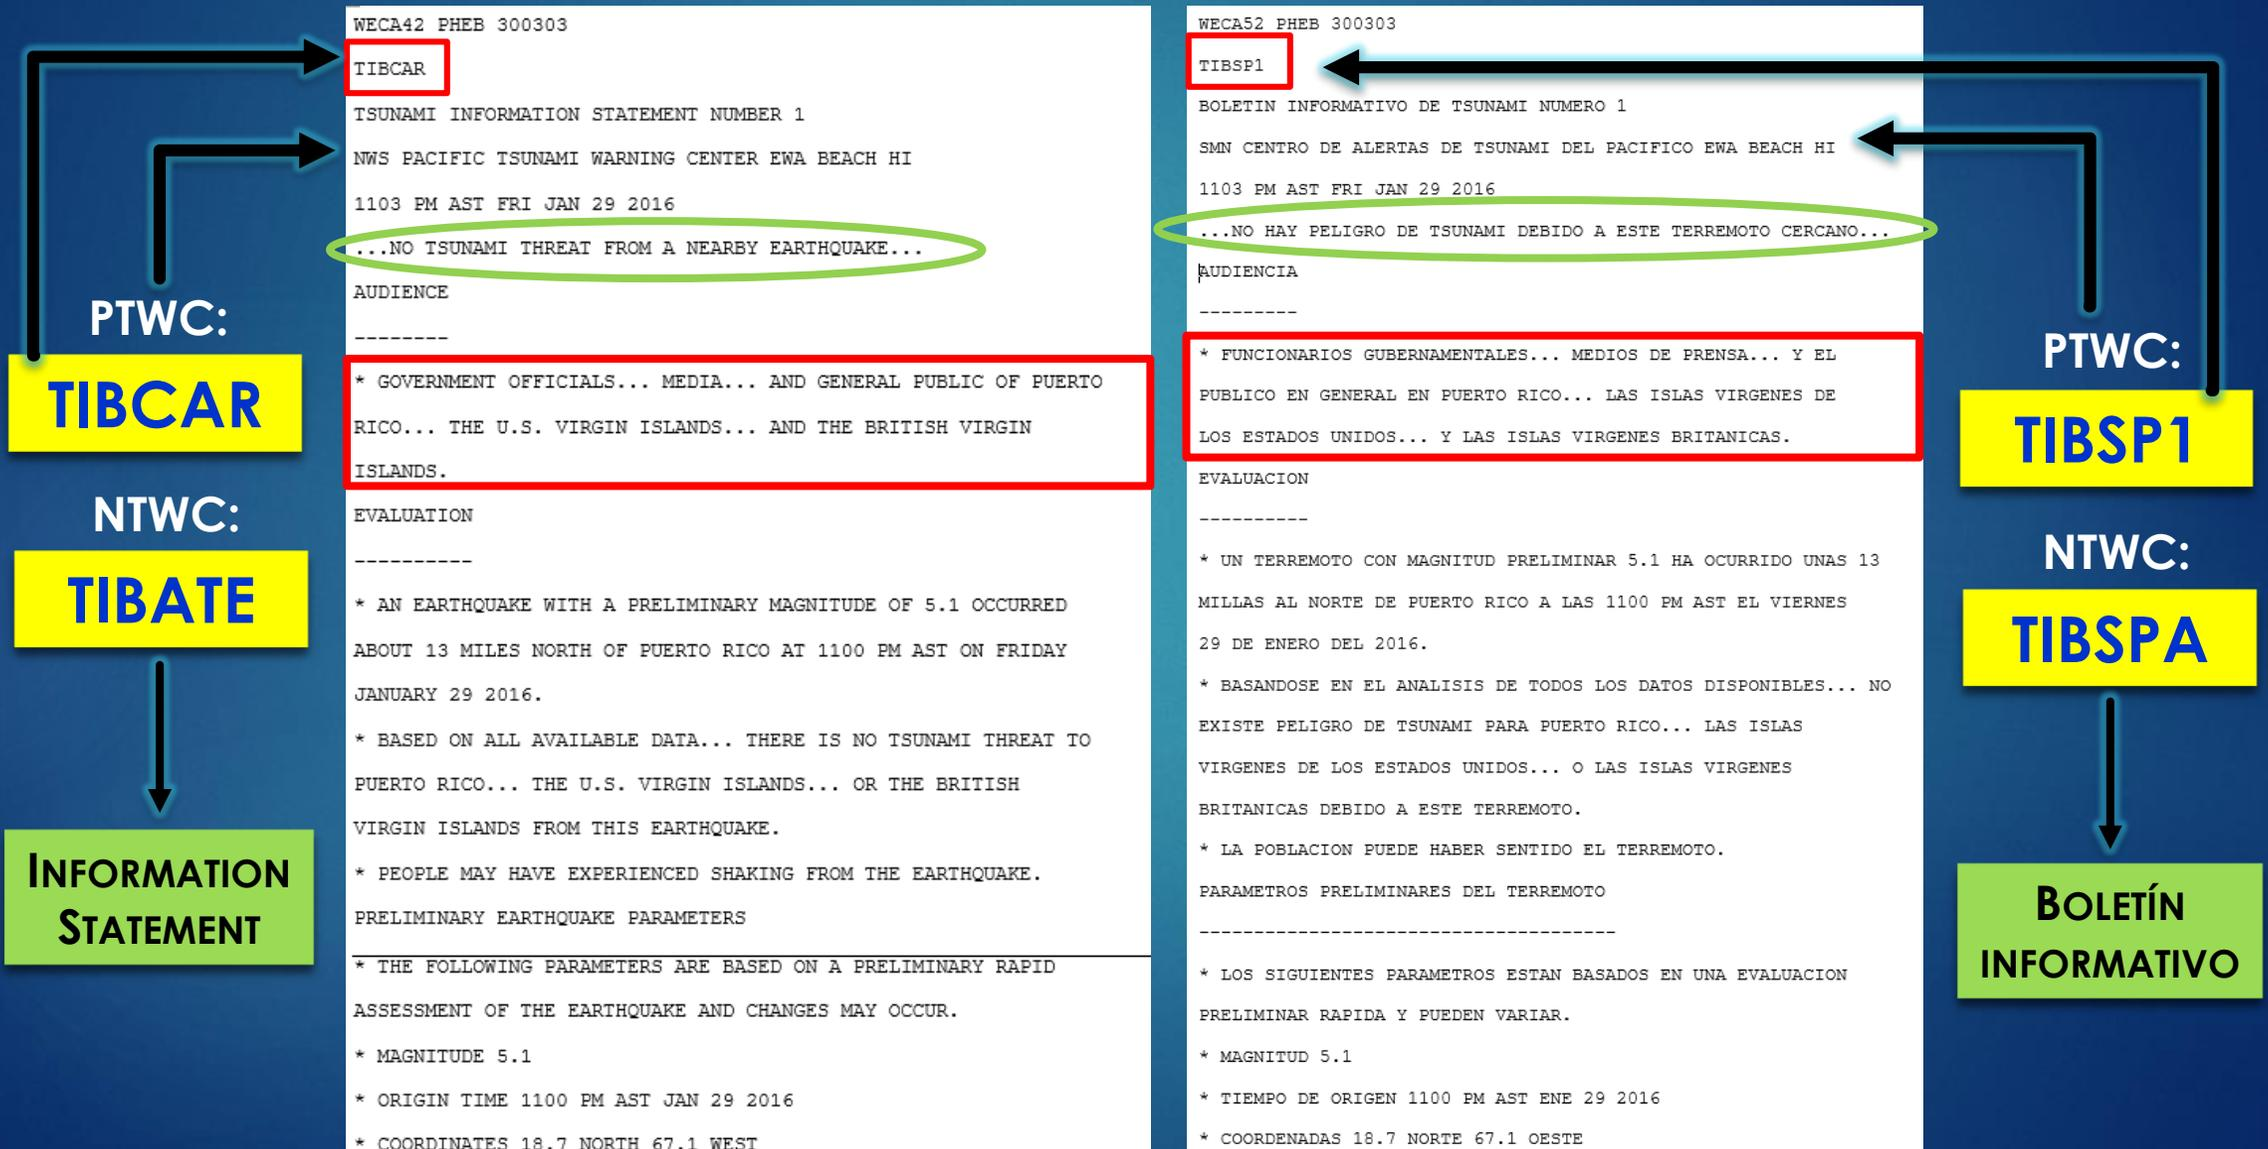 WECA42 PHEB 300303
TIBCAR
TSUNAMI INFORMATION STATEMENT NUMBER 1
NWS PACIFIC TSUNAMI WARNING CENTER EWA BEACH HI
1103 PM AST FRI JAN 29 2016
...NO TSUNAMI THREAT FROM A NEARBY EARTHQUAKE...
AUDIENCE
--------
* GOVERNMENT OFFICIALS... MEDIA... AND GENERAL PUBLIC OF PUERTO
RICO... THE U.S. VIRGIN ISLANDS... AND THE BRITISH VIRGIN
ISLANDS.
EVALUATION
----------
* AN EARTHQUAKE WITH A PRELIMINARY MAGNITUDE OF 5.1 OCCURRED
ABOUT 13 MILES NORTH OF PUERTO RICO AT 1100 PM AST ON FRIDAY
JANUARY 29 2016.
* BASED ON ALL AVAILABLE DATA... THERE IS NO TSUNAMI THREAT TO
PUERTO RICO... THE U.S. VIRGIN ISLANDS... OR THE BRITISH
VIRGIN ISLANDS FROM THIS EARTHQUAKE.
* PEOPLE MAY HAVE EXPERIENCED SHAKING FROM THE EARTHQUAKE.
PRELIMINARY EARTHQUAKE PARAMETERS
* THE FOLLOWING PARAMETERS ARE BASED ON A PRELIMINARY RAPID
ASSESSMENT OF THE EARTHQUAKE AND CHANGES MAY OCCUR.
* MAGNITUDE 5.1
* ORIGIN TIME 1100 PM AST JAN 29 2016
* COORDINATES 18.7 NORTH 67.1 WEST
PTWC:
TIBCAR
NTWC:
TIBATE
INFORMATION
STATEMENT
WECA52 PHEB 300303
TIBSP1
BOLETIN INFORMATIVO DE TSUNAMI NUMERO 1
SMN CENTRO DE ALERTAS DE TSUNAMI DEL PACIFICO EWA BEACH HI
1103 PM AST FRI JAN 29 2016
...NO HAY PELIGRO DE TSUNAMI DEBIDO A ESTE TERREMOTO CERCANO...
AUDIENCIA
---------
* FUNCIONARIOS GUBERNAMENTALES... MEDIOS DE PRENSA... Y EL
PUBLICO EN GENERAL EN PUERTO RICO... LAS ISLAS VIRGENES DE
LOS ESTADOS UNIDOS... Y LAS ISLAS VIRGENES BRITANICAS.
EVALUACION
----------
* UN TERREMOTO CON MAGNITUD PRELIMINAR 5.1 HA OCURRIDO UNAS 13
MILLAS AL NORTE DE PUERTO RICO A LAS 1100 PM AST EL VIERNES
29 DE ENERO DEL 2016.
* BASANDOSE EN EL ANALISIS DE TODOS LOS DATOS DISPONIBLES... NO
EXISTE PELIGRO DE TSUNAMI PARA PUERTO RICO... LAS ISLAS
VIRGENES DE LOS ESTADOS UNIDOS... O LAS ISLAS VIRGENES
BRITANICAS DEBIDO A ESTE TERREMOTO.
* LA POBLACION PUEDE HABER SENTIDO EL TERREMOTO.
PARAMETROS PRELIMINARES DEL TERREMOTO
--------------------------------------
* LOS SIGUIENTES PARAMETROS ESTAN BASADOS EN UNA EVALUACION
PRELIMINAR RAPIDA Y PUEDEN VARIAR.
* MAGNITUD 5.1
* TIEMPO DE ORIGEN 1100 PM AST ENE 29 2016
* COORDENADAS 18.7 NORTE 67.1 OESTE
PTWC:
TIBSP1
NTWC:
TIBSPA
BOLETÍN
INFORMATIVO